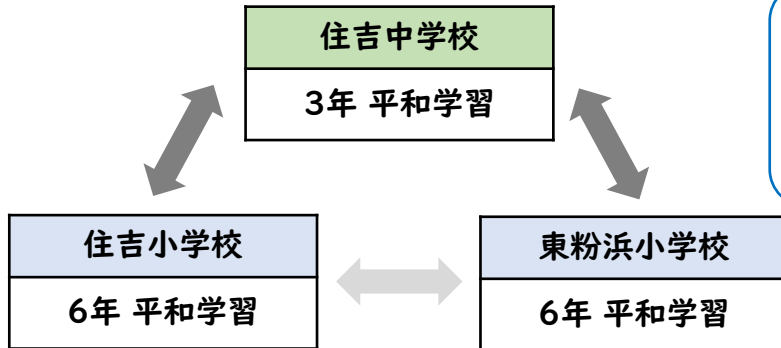 住吉中学校
3年 平和学習
住吉小学校
6年 平和学習
東粉浜小学校
6年 平和学習